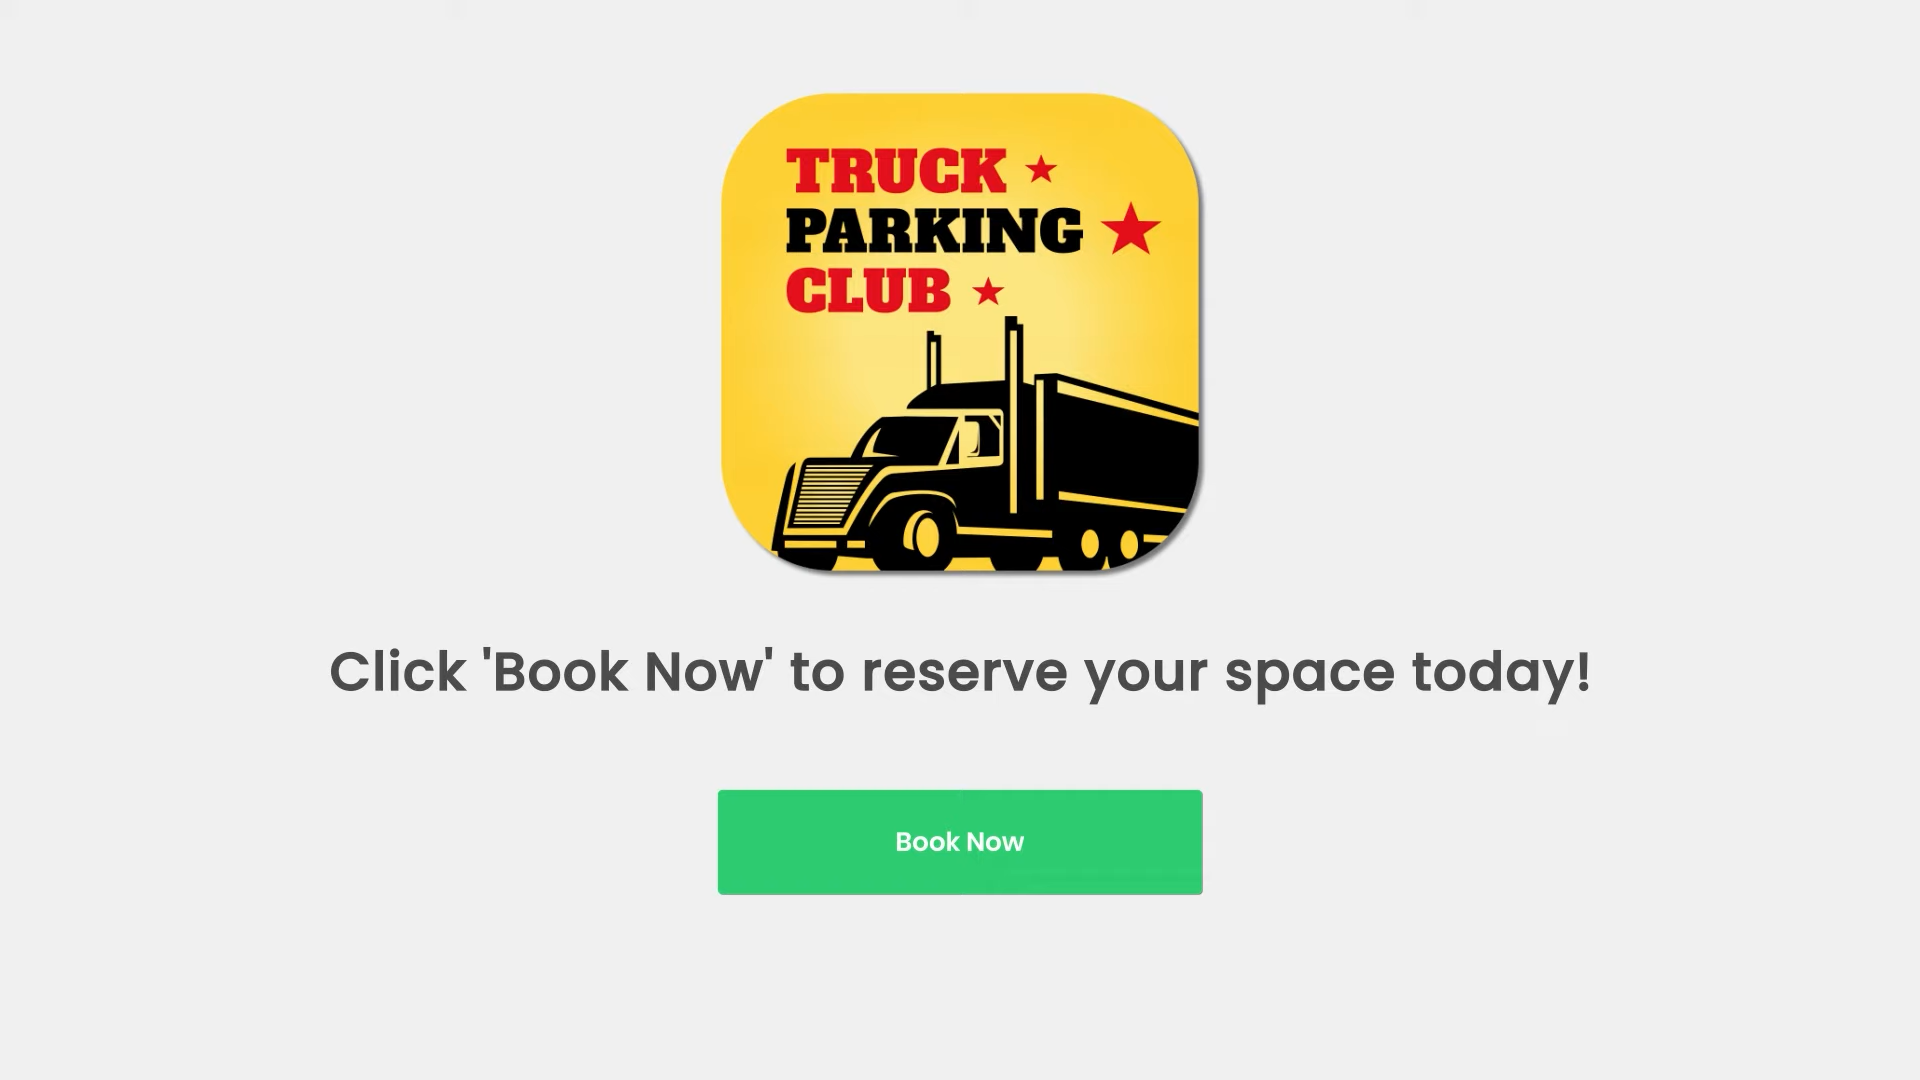 TRUCK
PARKING
CLUB
Click 'Book Now' to reserve your space today!
Book Now